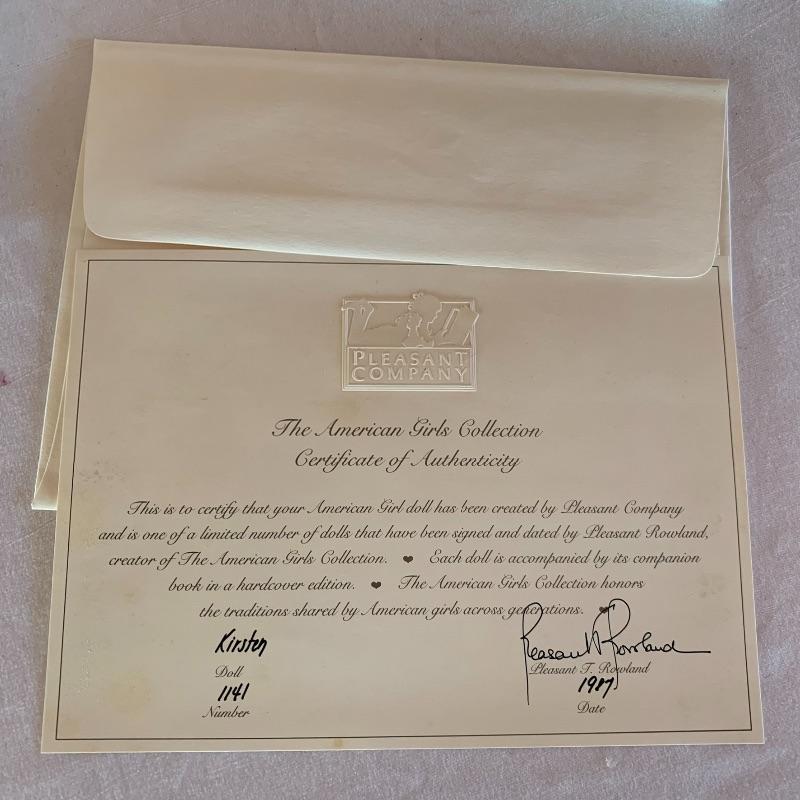 PLEASANT
COMPANY
The American Girls Collection
Certificate of Authenticity
This is to certify that your American Girl doll has been created by Pleasant Company
and is one of a limited number of dolls that have been signed and dated by Pleasant Rowland,
creator of The American Girls Collection. ❤ Each doll is accompanied by its companion
book in a hardcover edition. ❤ The American Girls Collection honors
the traditions shared by American girls across generations. ❤
Kirsten
Doll
1141
Number
Pleasant T. Rowland
Pleasant T. Rowland
1987
Date